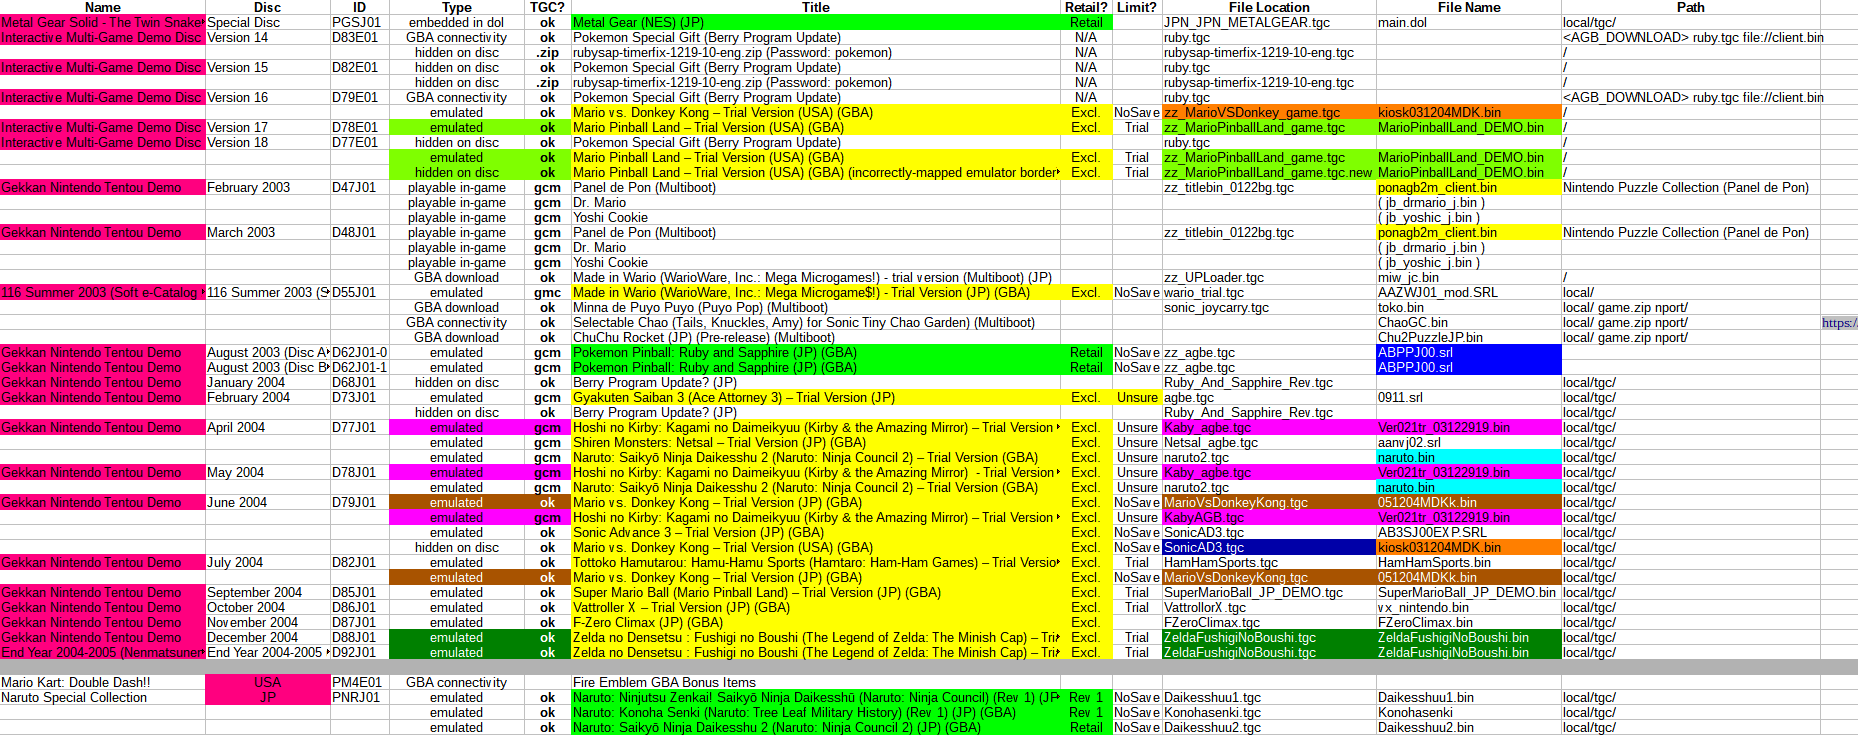 Name Disc ID Type TGC? Title Retail? Limit? File Location File Name Path
Metal Gear Solid - The Twin Snake Special Disc PGSJ01 embedded in dol ok Metal Gear (NES) (JP) Retail JPN_JPN_METALGEAR.tgc main.dol local/tgc/
Interactive Multi-Game Demo Disc Version 14 D83E01 GBA connectivity ok Pokemon Special Gift (Berry Program Update) N/A ruby.tgc <AGB_DOWNLOAD> ruby.tgc file://client.bin
hidden on disc .zip rubysap-timerfix-1219-10-eng.zip (Password: pokemon) N/A rubysap-timerfix-1219-10-eng.tgc /
Interactive Multi-Game Demo Disc Version 15 D82E01 hidden on disc ok Pokemon Special Gift (Berry Program Update) N/A ruby.tgc /
hidden on disc .zip rubysap-timerfix-1219-10-eng.zip (Password: pokemon) N/A rubysap-timerfix-1219-10-eng.tgc /
Interactive Multi-Game Demo Disc Version 16 D79E01 GBA connectivity ok Pokemon Special Gift (Berry Program Update) N/A ruby.tgc <AGB_DOWNLOAD> ruby.tgc file://client.bin
emulated ok Mario vs. Donkey Kong – Trial Version (USA) (GBA) Excl. NoSave zz_MarioVSDonkey_game.tgc kiosk031204MDK.bin /
Interactive Multi-Game Demo Disc Version 17 D78E01 emulated ok Mario Pinball Land – Trial Version (USA) (GBA) Excl. Trial zz_MarioPinballLand_game.tgc MarioPinballLand_DEMO.bin /
Interactive Multi-Game Demo Disc Version 18 D77E01 hidden on disc ok Pokemon Special Gift (Berry Program Update) ruby.tgc /
emulated ok Mario Pinball Land – Trial Version (USA) (GBA) Excl. Trial zz_MarioPinballLand_game.tgc MarioPinballLand_DEMO.bin /
hidden on disc ok Mario Pinball Land – Trial Version (USA) (GBA) (incorrectly-mapped emulator border Excl. Trial zz_MarioPinballLand_game.tgc.new MarioPinballLand_DEMO.bin /
Gekkan Nintendo Tentou Demo February 2003 D47J01 playable in-game gcm Panel de Pon (Multiboot) zz_titlebin_0122bg.tgc ponagb2m_client.bin Nintendo Puzzle Collection (Panel de Pon)
playable in-game gcm Dr. Mario ( jb_drmario_j.bin )
playable in-game gcm Yoshi Cookie ( jb_yoshic_j.bin )
Gekkan Nintendo Tentou Demo March 2003 D48J01 playable in-game gcm Panel de Pon (Multiboot) zz_titlebin_0122bg.tgc ponagb2m_client.bin Nintendo Puzzle Collection (Panel de Pon)
playable in-game gcm Dr. Mario ( jb_drmario_j.bin )
playable in-game gcm Yoshi Cookie ( jb_yoshic_j.bin )
GBA download ok Made in Wario (WarioWare, Inc.: Mega Microgames!) - trial version (Multiboot) (JP) zz_UPLoader.tgc miw_jc.bin /
116 Summer 2003 (Soft e-Catalog 116 Summer 2003 (S D55J01 emulated gmc Made in Wario (WarioWare, Inc.: Mega Microgame$!) - Trial Version (JP) (GBA) Excl. NoSave wario_trial.tgc AAZWJ01_mod.SRL local/
GBA download ok Minna de Puyo Puyo (Puyo Pop) (Multiboot) sonic_joycarry.tgc toko.bin local/ game.zip nport/
GBA connectivity ok Selectable Chao (Tails, Knuckles, Amy) for Sonic Tiny Chao Garden) (Multiboot) ChaoGC.bin local/ game.zip nport/ https:/
GBA download ok ChuChu Rocket (JP) (Pre-release) (Multiboot) Chu2PuzzleJP.bin local/ game.zip nport/
Gekkan Nintendo Tentou Demo August 2003 (Disc A D62J01-0 emulated gcm Pokemon Pinball: Ruby and Sapphire (JP) (GBA) Retail NoSave zz_agbe.tgc ABPPJ00.srl
Gekkan Nintendo Tentou Demo August 2003 (Disc B D62J01-1 emulated gcm Pokemon Pinball: Ruby and Sapphire (JP) (GBA) Retail NoSave zz_agbe.tgc ABPPJ00.srl
Gekkan Nintendo Tentou Demo January 2004 D68J01 hidden on disc ok Berry Program Update? (JP) Ruby_And_Sapphire_Rev.tgc local/tgc/
Gekkan Nintendo Tentou Demo February 2004 D73J01 emulated gcm Gyakuten Saiban 3 (Ace Attorney 3) – Trial Version (JP) Excl. Unsure agbe.tgc 0911.srl local/tgc/
hidden on disc ok Berry Program Update? (JP) Ruby_And_Sapphire_Rev.tgc local/tgc/
Gekkan Nintendo Tentou Demo April 2004 D77J01 emulated gcm Hoshi no Kirby: Kagami no Daimeikyuu (Kirby & the Amazing Mirror) – Trial Version Excl. Unsure Kaby_agbe.tgc Ver021tr_03122919.bin local/tgc/
emulated gcm Shiren Monsters: Netsal – Trial Version (JP) (GBA) Excl. Unsure Netsal_agbe.tgc aanvj02.srl local/tgc/
emulated gcm Naruto: Saikyō Ninja Daikesshu 2 (Naruto: Ninja Council 2) – Trial Version (GBA) Excl. Unsure naruto2.tgc naruto.bin local/tgc/
Gekkan Nintendo Tentou Demo May 2004 D78J01 emulated gcm Hoshi no Kirby: Kagami no Daimeikyuu (Kirby & the Amazing Mirror) - Trial Version Excl. Unsure Kaby_agbe.tgc Ver021tr_03122919.bin local/tgc/
emulated gcm Naruto: Saikyō Ninja Daikesshu 2 (Naruto: Ninja Council 2) – Trial Version (GBA) Excl. Unsure naruto2.tgc naruto.bin local/tgc/
Gekkan Nintendo Tentou Demo June 2004 D79J01 emulated ok Mario vs. Donkey Kong – Trial Version (JP) (GBA) Excl. NoSave MarioVsDonkeyKong.tgc 051204MDKk.bin local/tgc/
emulated gcm Hoshi no Kirby: Kagami no Daimeikyuu (Kirby & the Amazing Mirror) – Trial Version Excl. Unsure KabyAGB.tgc Ver021tr_03122919.bin local/tgc/
emulated ok Sonic Advance 3 – Trial Version (JP) (GBA) Excl. NoSave SonicAD3.tgc AB3SJ00EXP.SRL local/tgc/
hidden on disc ok Mario vs. Donkey Kong – Trial Version (USA) (GBA) Excl. NoSave SonicAD3.tgc kiosk031204MDK.bin local/tgc/
Gekkan Nintendo Tentou Demo July 2004 D82J01 emulated ok Tottoko Hamutarou: Hamu-Hamu Sports (Hamtaro: Ham-Ham Games) – Trial Versio Excl. Trial HamHamSports.tgc HamHamSports.bin local/tgc/
emulated ok Mario vs. Donkey Kong – Trial Version (JP) (GBA) Excl. NoSave MarioVsDonkeyKong.tgc 051204MDKk.bin local/tgc/
Gekkan Nintendo Tentou Demo September 2004 D85J01 emulated ok Super Mario Ball (Mario Pinball Land) – Trial Version (JP) (GBA) Excl. Trial SuperMarioBall_JP_DEMO.tgc SuperMarioBall_JP_DEMO.bin local/tgc/
Gekkan Nintendo Tentou Demo October 2004 D86J01 emulated ok Vattroller X – Trial Version (JP) (GBA) Excl. Trial VattrollorX.tgc vx_nintendo.bin local/tgc/
Gekkan Nintendo Tentou Demo November 2004 D87J01 emulated ok F-Zero Climax (JP) (GBA) Excl. FZeroClimax.tgc FZeroClimax.bin local/tgc/
Gekkan Nintendo Tentou Demo December 2004 D88J01 emulated ok Zelda no Densetsu : Fushigi no Boushi (The Legend of Zelda: The Minish Cap) – Tri Excl. Trial ZeldaFushigiNoBoushi.tgc ZeldaFushigiNoBoushi.bin local/tgc/
End Year 2004-2005 (Nenmatsuner End Year 2004-2005 D92J01 emulated ok Zelda no Densetsu : Fushigi no Boushi (The Legend of Zelda: The Minish Cap) – Tri Excl. Trial ZeldaFushigiNoBoushi.tgc ZeldaFushigiNoBoushi.bin local/tgc/
Mario Kart: Double Dash!! USA PM4E01 GBA connectivity Fire Emblem GBA Bonus Items
Naruto Special Collection JP PNRJ01 emulated ok Naruto: Ninjutsu Zenkai! Saikyō Ninja Daikesshū (Naruto: Ninja Council) (Rev 1) (JP Rev 1 NoSave Daikesshuu1.tgc Daikesshuu1.bin local/tgc/
emulated ok Naruto: Konoha Senki (Naruto: Tree Leaf Military History) (Rev 1) (JP) (GBA) Rev 1 NoSave Konohasenki.tgc Konohasenki local/tgc/
emulated ok Naruto: Saikyō Ninja Daikesshu 2 (Naruto: Ninja Council 2) (JP) (GBA) Retail NoSave Daikesshuu2.tgc Daikesshuu2.bin local/tgc/